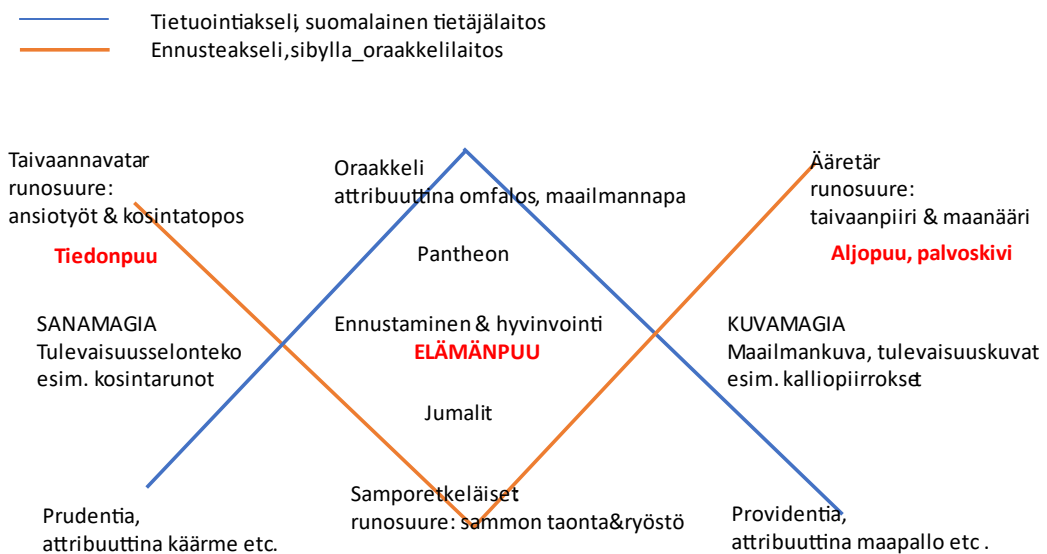 Tietuointiakseli, suomalainen tietäjälaitos
Ennusteakseli,sibylla_oraakkelilaitos
Taivaannavatar
runosuure:
ansiotyöt & kosintatopos
Tiedonpuu
Oraakkeli
attribuuttina omfalos, maailmannapa
Pantheon
Ääretär
runosuure:
taivaanpiiri & maanääri
Aljopuu, palvoskivi
SANAMAGIA
Tulevaisuusselonteko
esim. kosintarunot
Ennustaminen & hyvinvointi
ELÄMÄNPUU
Jumalit
KUVAMAGIA
Maailmankuva, tulevaisuuskuvat
esim. kalliopiirrokset
Prudentia,
attribuuttina käärme etc.
Samporetkeläiset
runosuure: sammon taonta&ryöstö
Providentia,
attribuuttina maapallo etc .